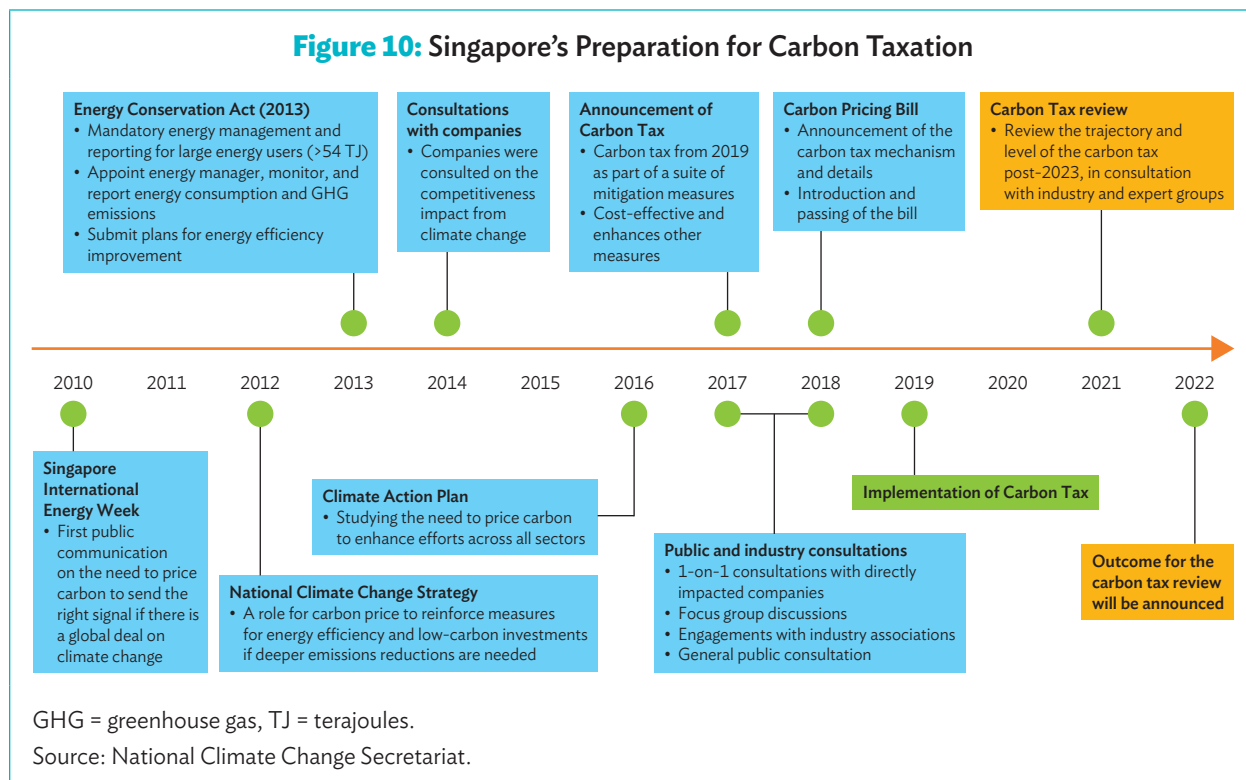 Figure 10: Singapore's Preparation for Carbon Taxation
Energy Conservation Act (2013)
• Mandatory energy management and
reporting for large energy users (>54 TJ)
• Appoint energy manager, monitor, and
report energy consumption and GHG
emissions
• Submit plans for energy efficiency
improvement
Consultations
with companies
• Companies were
consulted on the
competitiveness
impact from
climate change
Announcement of
Carbon Tax
• Carbon tax from 2019
as part of a suite of
mitigation measures
• Cost-effective and
enhances other
measures
Carbon Pricing Bill
• Announcement of the
carbon tax mechanism
and details
• Introduction and
passing of the bill
Carbon Tax review
• Review the trajectory and
level of the carbon tax
post-2023, in consultation
with industry and expert groups
2010 2011 2012 2013 2014 2015 2016 2017 2018 2019 2020 2021 2022
Singapore
International
Energy Week
• First public
communication
on the need to price
carbon to send the
right signal if there is
a global deal on
climate change
National Climate Change Strategy
• A role for carbon price to reinforce measures
for energy efficiency and low-carbon investments
if deeper emissions reductions are needed
Climate Action Plan
• Studying the need to price carbon
to enhance efforts across all sectors
Public and industry consultations
• 1-on-1 consultations with directly
impacted companies
• Focus group discussions
• Engagements with industry associations
• General public consultation
Implementation of Carbon Tax
Outcome for the
carbon tax review
will be announced
GHG = greenhouse gas, TJ = terajoules.
Source: National Climate Change Secretariat.